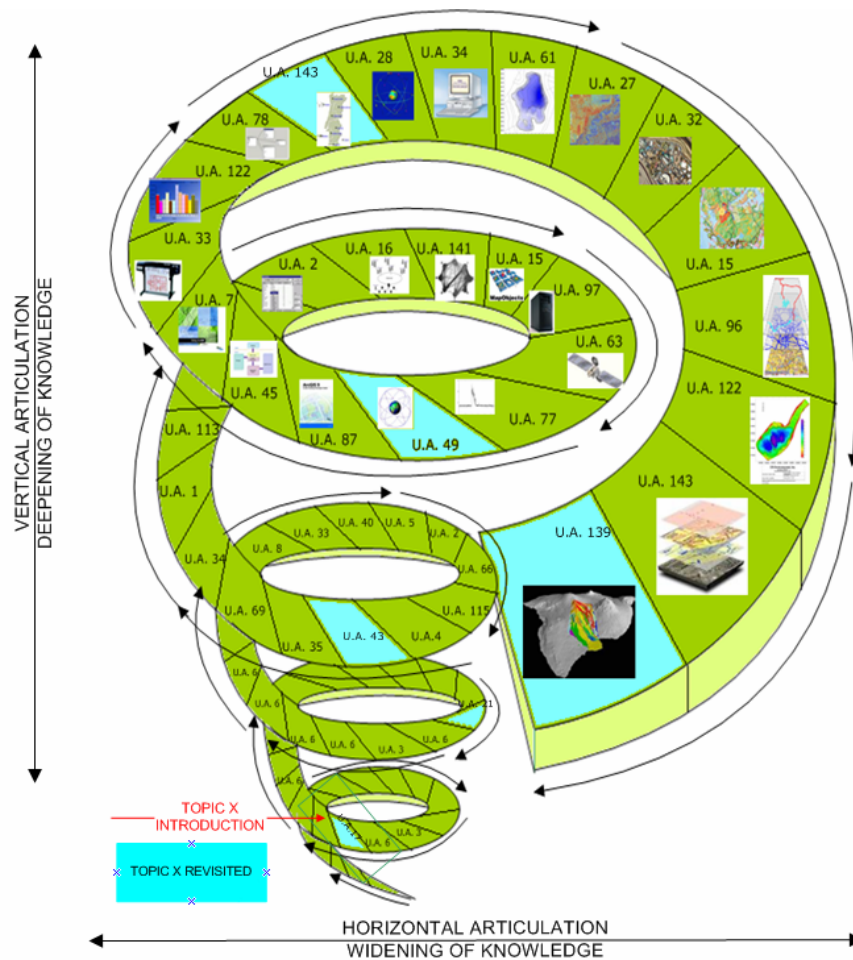 VERTICAL ARTICULATION
DEEPENING OF KNOWLEDGE
U.A. 143
U.A. 28
U.A. 34
U.A. 61
U.A. 27
U.A. 32
U.A. 15
U.A. 96
U.A. 122
U.A. 143
U.A. 139
U.A. 78
U.A. 122
U.A. 33
U.A. 7
U.A. 2
U.A. 16
U.A. 141
U.A. 15
MapObjects
U.A. 97
U.A. 63
U.A. 77
U.A. 49
U.A. 87
U.A. 45
U.A. 113
U.A. 1
U.A. 34
U.A. 8
U.A. 33
U.A. 40
U.A. 5
U.A. 2
U.A. 66
U.A. 115
U.A.4
U.A. 43
U.A. 35
U.A. 69
U.A. 6
U.A. 6
U.A. 6
U.A. 6
U.A. 3
U.A. 6
U.A. 21
U.A. 6
U.A. 3
U.A. 6
TOPIC X
INTRODUCTION
TOPIC X REVISITED
HORIZONTAL ARTICULATION
WIDENING OF KNOWLEDGE